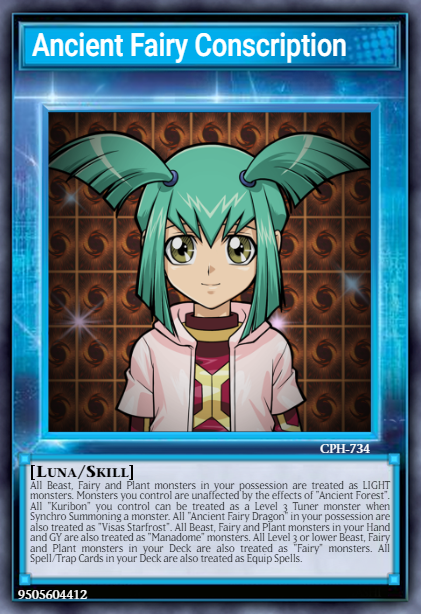 Ancient Fairy Conscription
CPH-734
[Luna/Skill]
All Beast, Fairy and Plant monsters in your possession are treated as LIGHT
monsters. Monsters you control are unaffected by the effects of "Ancient Forest".
All "Kuribon" you control can be treated as a Level 3 Tuner monster when
Synchro Summoning a monster. All "Ancient Fairy Dragon" in your possession are
also treated as "Visas Starfrost". All Beast, Fairy and Plant monsters in your Hand
and GY are also treated as "Manadome" monsters. All Level 3 or lower Beast, Fairy
and Plant monsters in your Deck are also treated as "Fairy" monsters. All
Spell/Trap Cards in your Deck are also treated as Equip Spells.
9505604412